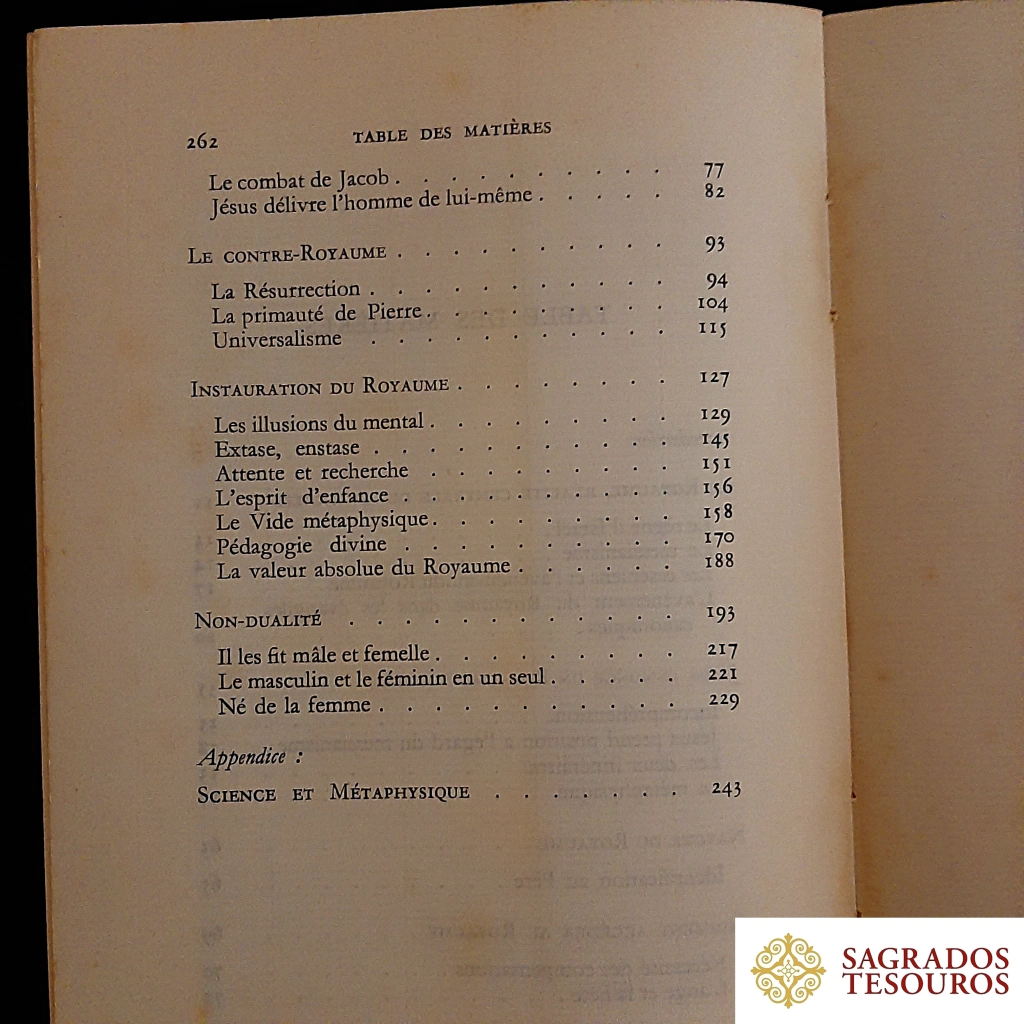 262 TABLE DES MATIÈRES
Le combat de Jacob . . . . . . . . . . 77
Jésus délivre l'homme de lui-même . . . . . 82
Le contre-Royaume . . . . . . . . . 93
La Résurrection . . . . . . . . . . 94
La primauté de Pierre . . . . . . . . 104
Universalisme . . . . . . . . . . 115
Instauration du Royaume . . . . . . . 127
Les illusions du mental . . . . . . . . 129
Extase, enstase . . . . . . . . . . 145
Attente et recherche . . . . . . . . 151
L'esprit d'enfance . . . . . . . . . 156
Le Vide métaphysique . . . . . . . . 158
Pédagogie divine . . . . . . . . . 170
La valeur absolue du Royaume . . . . . 188
Non-dualité . . . . . . . . . . . 193
Il les fit mâle et femelle . . . . . . . . 217
Le masculin et le féminin en un seul . . . . . 221
Né de la femme . . . . . . . . . . 229
Appendice :
Science et Métaphysique . . . . . . . 243
SAGRADOS
TESOUROS